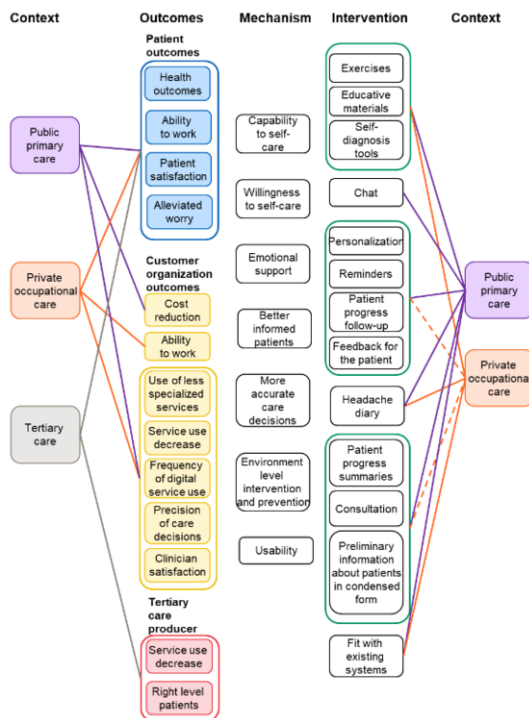 Context
Outcomes
Mechanism
Intervention
Context
Public
primary
care
Private
occupational
care
Tertiary
care
Patient
outcomes
Health
outcomes
Ability
to work
Patient
satisfaction
Alleviated
worry
Customer
organization
outcomes
Cost
reduction
Ability
to work
Use of less
specialized
services
Service use
decrease
Frequency
of digital
service use
Precision
of care
decisions
Clinician
satisfaction
Tertiary
care
producer
Service use
decrease
Right level
patients
Capability
to self-
care
Willingness
to self-care
Emotional
support
Better
informed
patients
More
accurate
care
decisions
Environment
level
intervention
and prevention
Usability
Exercises
Educative
materials
Self-
diagnosis
tools
Chat
Personalization
Reminders
Patient
progress
follow-up
Feedback for
the patient
Headache
diary
Patient
progress
summaries
Consultation
Preliminary
information
about patients
in condensed
form
Fit with
existing
systems
Public
primary
care
Private
occupational
care